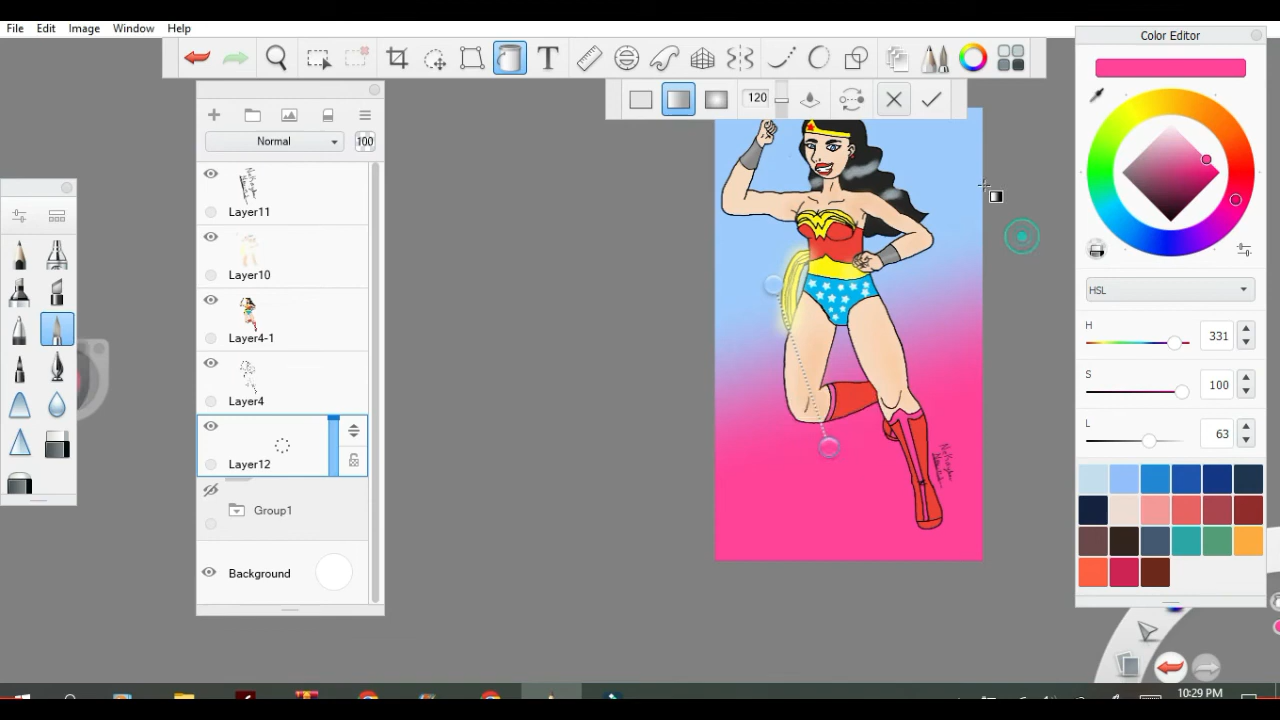 File Edit Image Window Help
Color Editor
120
Normal 100
Layer11
Layer10
Layer4-1
Layer4
Layer12
Group1
Background
HSL
H 331
S 100
L 63
10:29 PM